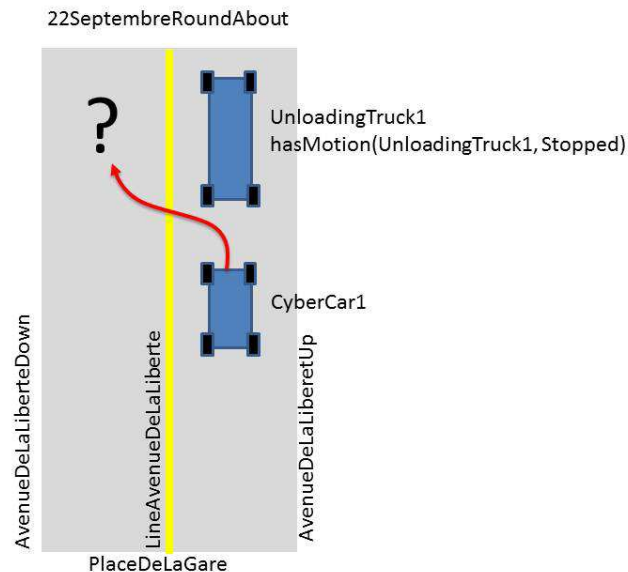 22SeptembreRoundAbout
?
UnloadingTruck1
hasMotion(UnloadingTruck1, Stopped)
CyberCar1
AvenueDeLaLiberteDown
LineAvenueDeLaLiberte
AvenueDeLaLiberetUp
PlaceDeLaGare